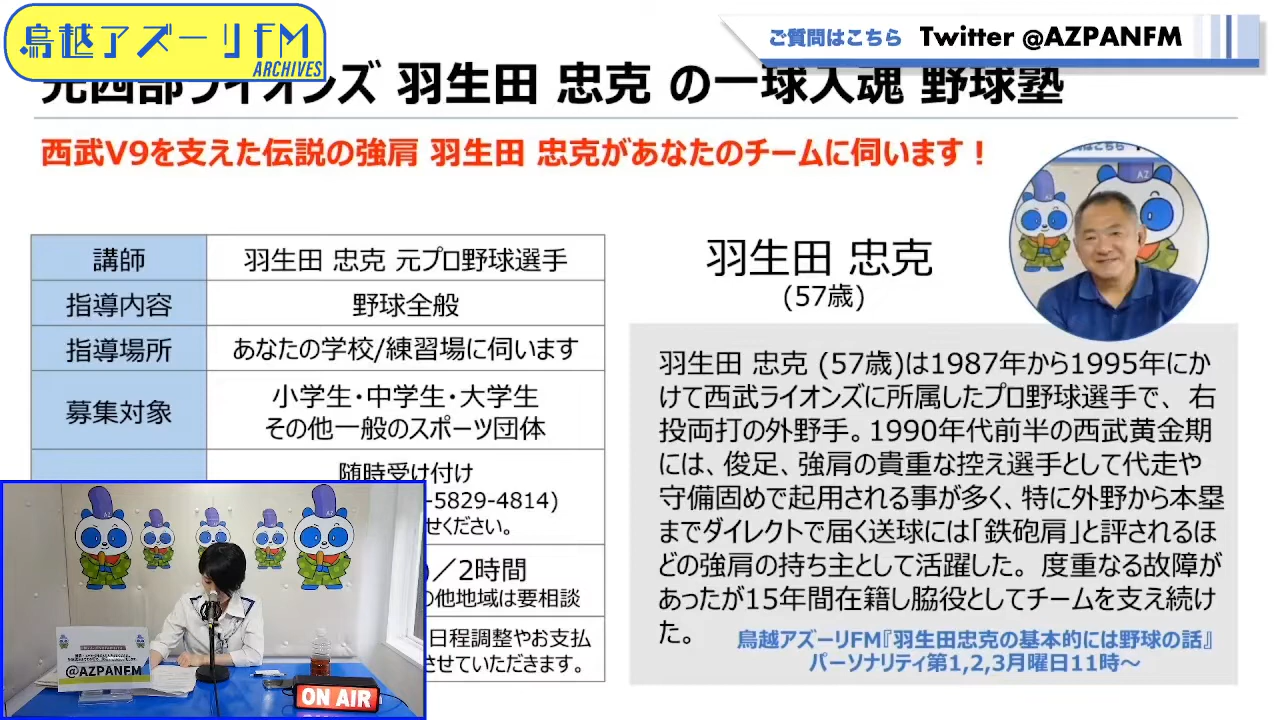 鳥越アズーリFM
ARCHIVES
ご質問はこちら Twitter @AZPANFM
元西部ライオンズ 羽生田 忠克 の一球入魂 野球塾
西武V9を支えた伝説の強肩 羽生田 忠克があなたのチームに伺います！
講師 羽生田 忠克 元プロ野球選手
指導内容 野球全般
指導場所 あなたの学校/練習場に伺います
募集対象 小学生・中学生・大学生
その他一般のスポーツ団体
随時受け付け
-5829-4814)
せください。
)／2時間
の他地域は要相談
日程調整やお支払
させていただきます。
羽生田 忠克
(57歳)
羽生田 忠克 (57歳)は1987年から1995年にか
けて西武ライオンズに所属したプロ野球選手で、右
投両打の外野手。1990年代前半の西武黄金期
には、俊足、強肩の貴重な控え選手として代走や
守備固めで起用される事が多く、特に外野から本塁
までダイレクトで届く送球には「鉄砲肩」と評されるほ
どの強肩の持ち主として活躍した。度重なる故障が
あったが15年間在籍し脇役としてチームを支え続け
た。
鳥越アズーリFM『羽生田忠克の基本的には野球の話』
パーソナリティ第1,2,3月曜日11時～
@AZPANFM
ON AIR